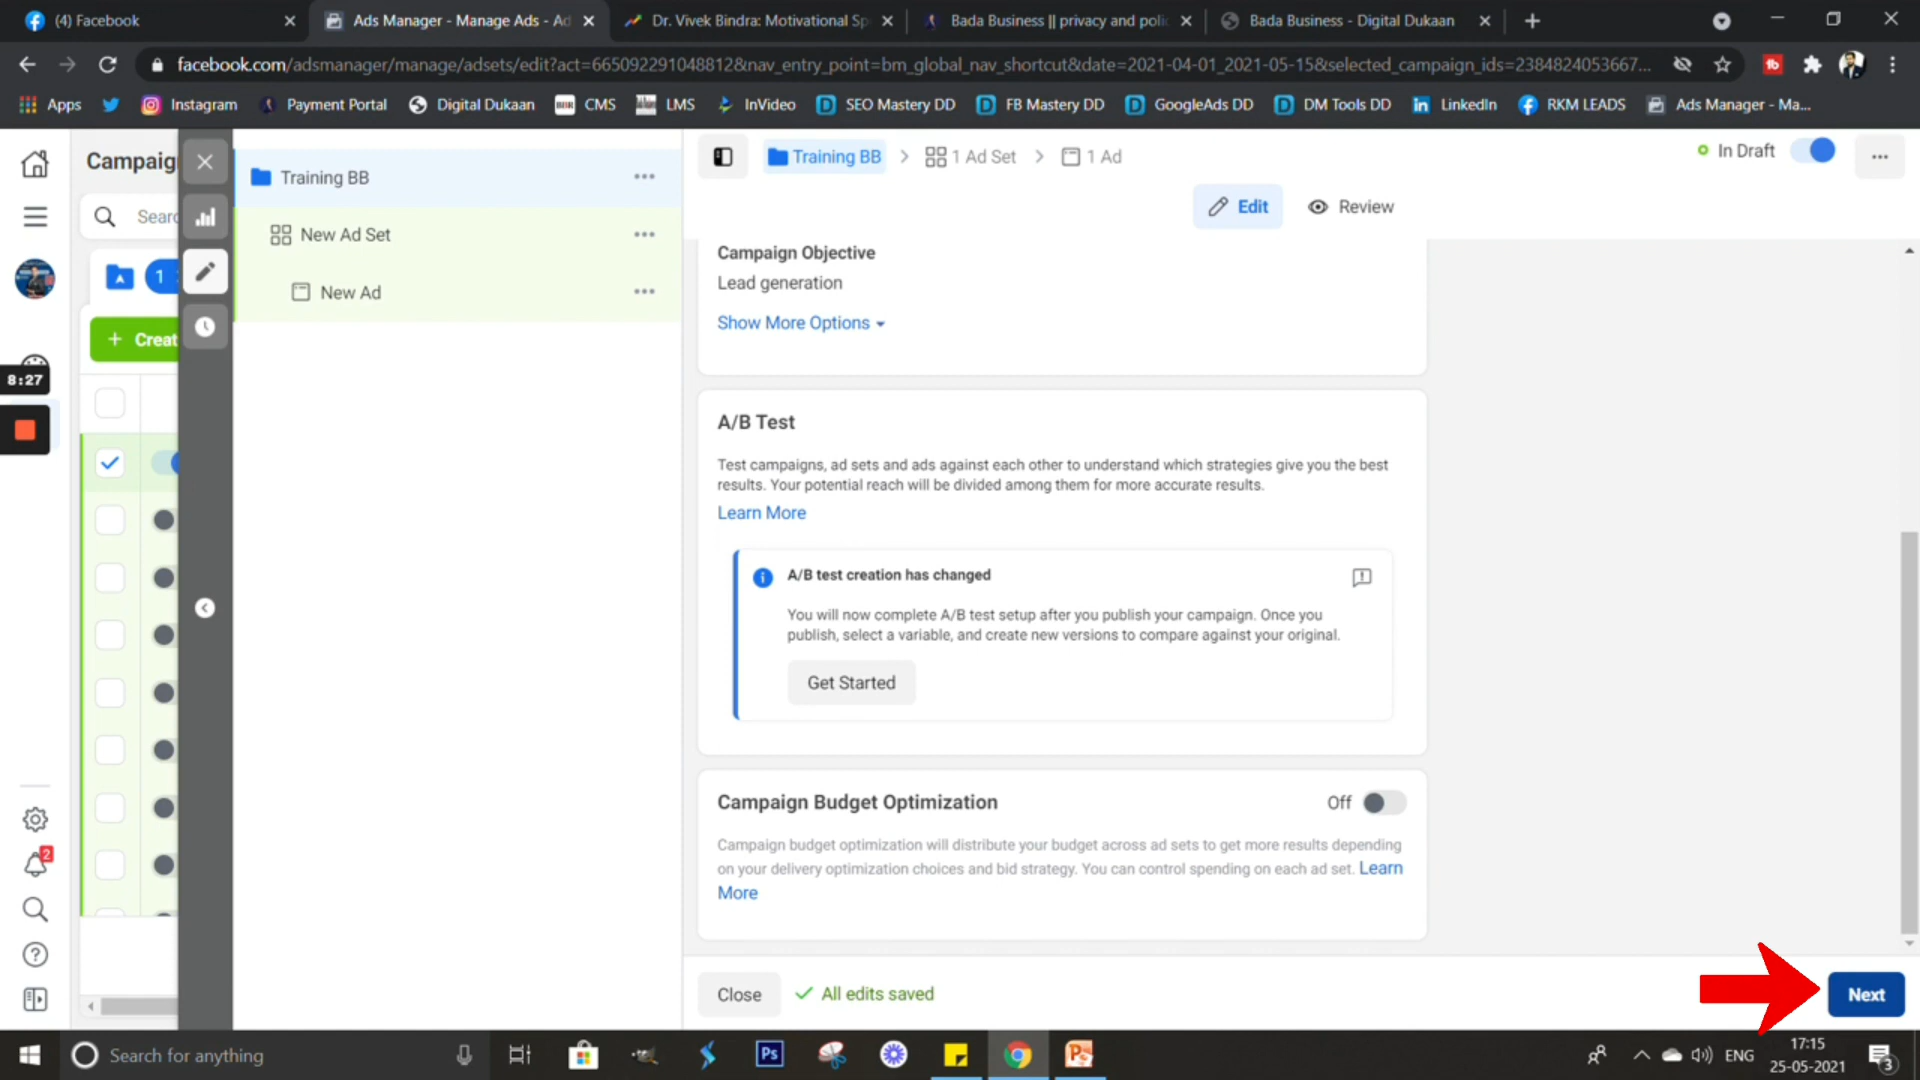 (4) Facebook
Ads Manager - Manage Ads - Ad
Dr. Vivek Bindra: Motivational Sp
Bada Business || privacy and polic
Bada Business - Digital Dukaan
facebook.com/adsmanager/manage/adsets/edit?act=665092291048812&nav_entry_point=bm_global_nav_shortcut&date=2021-04-01_2021-05-15&selected_campaign_ids=2384824053667...
Apps
Instagram
Payment Portal
Digital Dukaan
CMS
LMS
InVideo
SEO Mastery DD
FB Mastery DD
GoogleAds DD
DM Tools DD
LinkedIn
RKM LEADS
Ads Manager - Ma...
Campaig
Searc
1
+ Creat
8:27
2
Training BB
New Ad Set
New Ad
Training BB > 1 Ad Set > 1 Ad
In Draft
Edit
Review
Campaign Objective
Lead generation
Show More Options
A/B Test
Test campaigns, ad sets and ads against each other to understand which strategies give you the best
results. Your potential reach will be divided among them for more accurate results.
Learn More
A/B test creation has changed
You will now complete A/B test setup after you publish your campaign. Once you
publish, select a variable, and create new versions to compare against your original.
Get Started
Campaign Budget Optimization
Off
Campaign budget optimization will distribute your budget across ad sets to get more results depending
on your delivery optimization choices and bid strategy. You can control spending on each ad set. Learn
More
Close
All edits saved
Next
Search for anything
Ps
ENG
17:15
25-05-2021
3